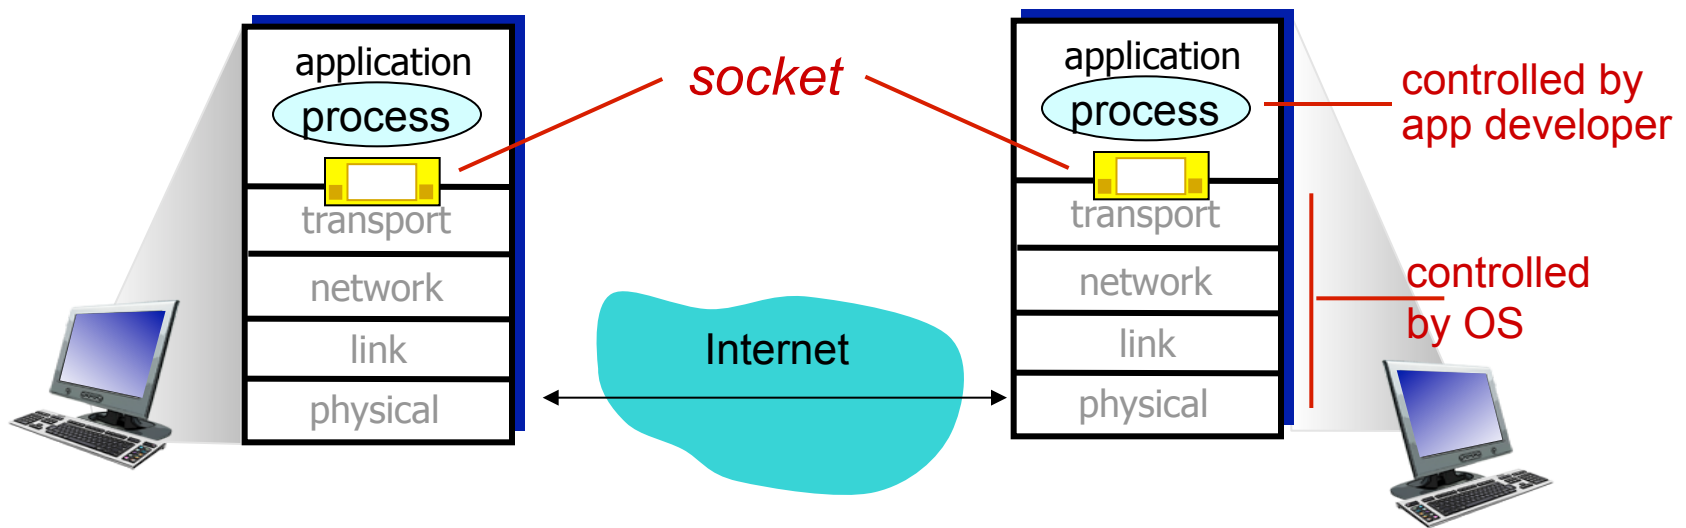 application
process
transport
network
link
physical
socket
Internet
application
process
transport
network
link
physical
controlled by
app developer
controlled
by OS